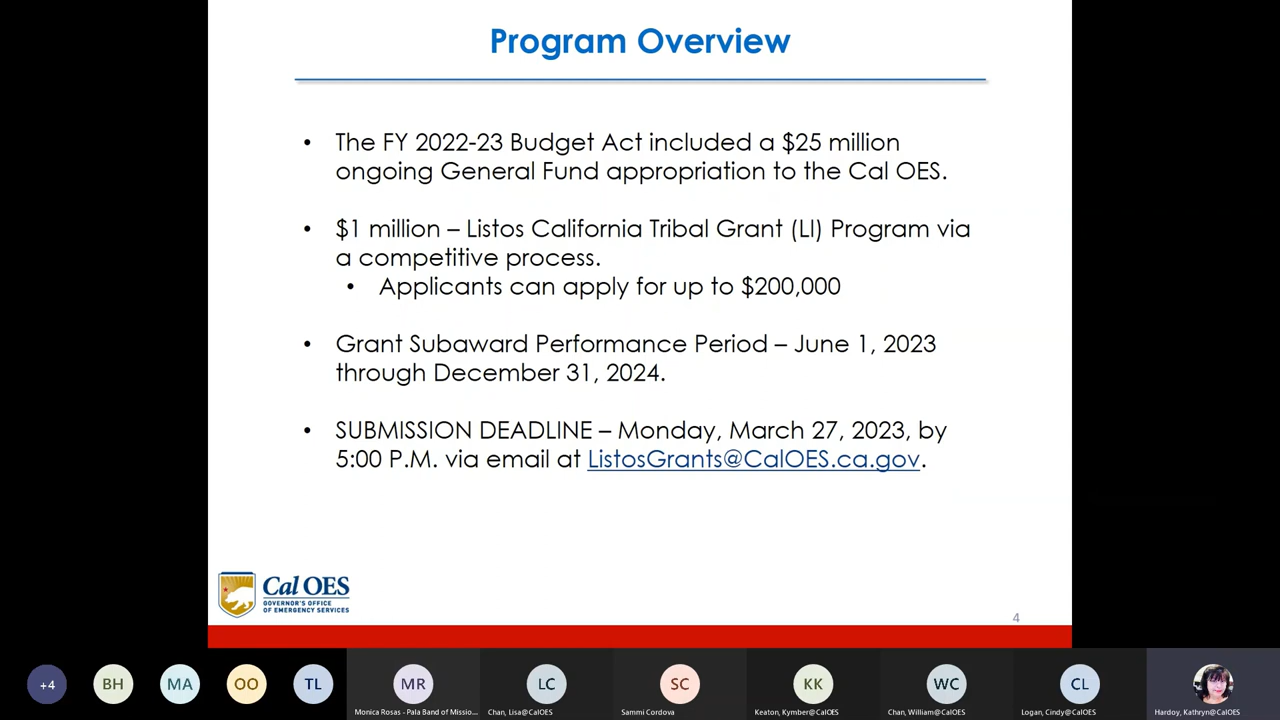 Program Overview
• The FY 2022-23 Budget Act included a $25 million
ongoing General Fund appropriation to the Cal OES.
• $1 million – Listos California Tribal Grant (LI) Program via
a competitive process.
• Applicants can apply for up to $200,000
• Grant Subaward Performance Period – June 1, 2023
through December 31, 2024.
• SUBMISSION DEADLINE – Monday, March 27, 2023, by
5:00 P.M. via email at ListosGrants@CalOES.ca.gov.
Cal OES
GOVERNOR'S OFFICE
OF EMERGENCY SERVICES
4
+4
BH
MA
OO
TL
MR
LC
SC
KK
WC
CL
Monica Rosas - Pala Band of Missio...
Chan, Lisa@CalOES
Sammi Cordova
Keaton, Kymber@CalOES
Chan, William@CalOES
Logan, Cindy@CalOES
Hardoy, Kathryn@CalOES